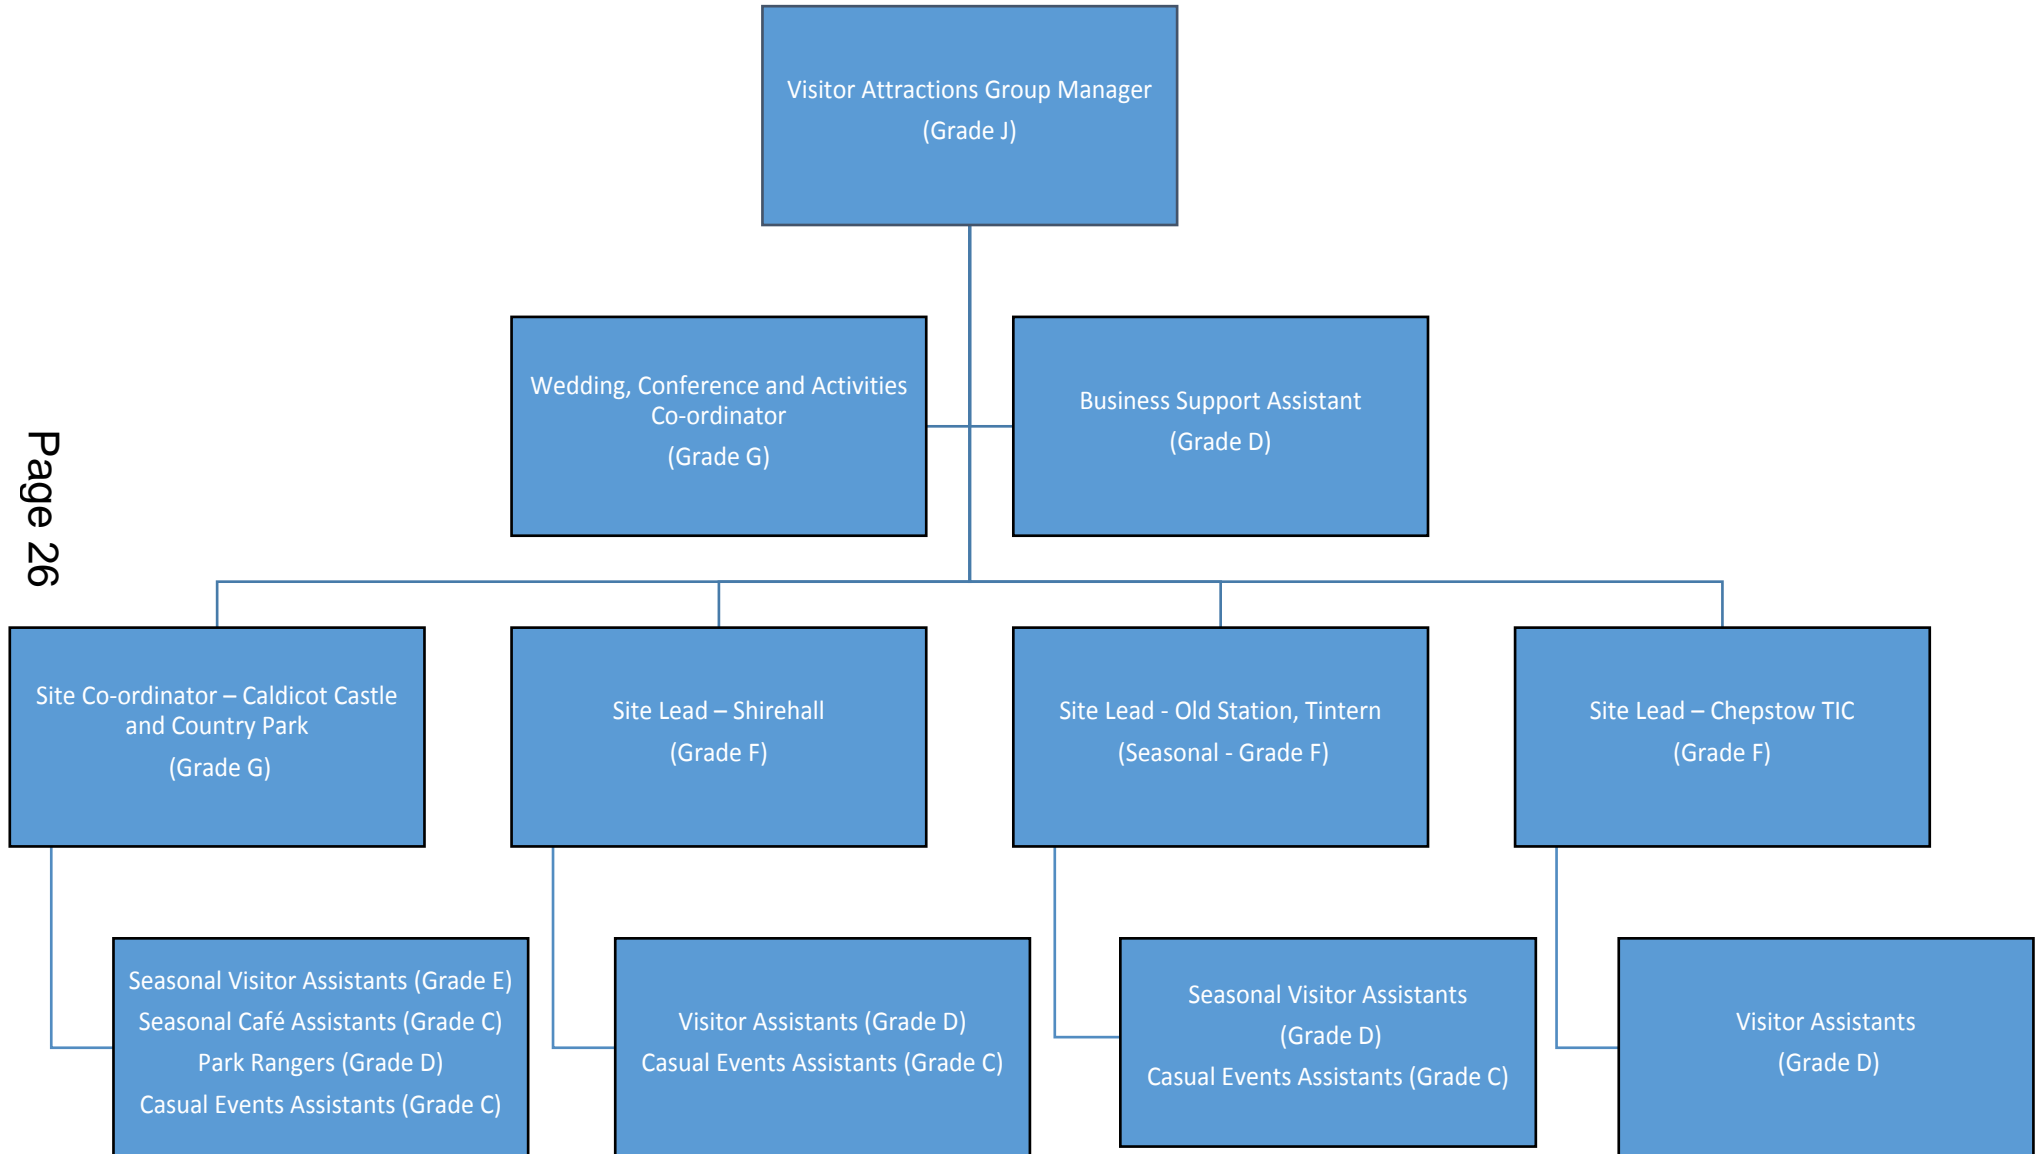 Visitor Attractions Group Manager
(Grade J)
Wedding, Conference and Activities
Co-ordinator
(Grade G)
Business Support Assistant
(Grade D)
Page 26
Site Co-ordinator – Caldicot Castle
and Country Park
(Grade G)
Site Lead – Shirehall
(Grade F)
Site Lead - Old Station, Tintern
(Seasonal - Grade F)
Site Lead – Chepstow TIC
(Grade F)
Seasonal Visitor Assistants (Grade E)
Seasonal Café Assistants (Grade C)
Park Rangers (Grade D)
Casual Events Assistants (Grade C)
Visitor Assistants (Grade D)
Casual Events Assistants (Grade C)
Seasonal Visitor Assistants
(Grade D)
Casual Events Assistants (Grade C)
Visitor Assistants
(Grade D)